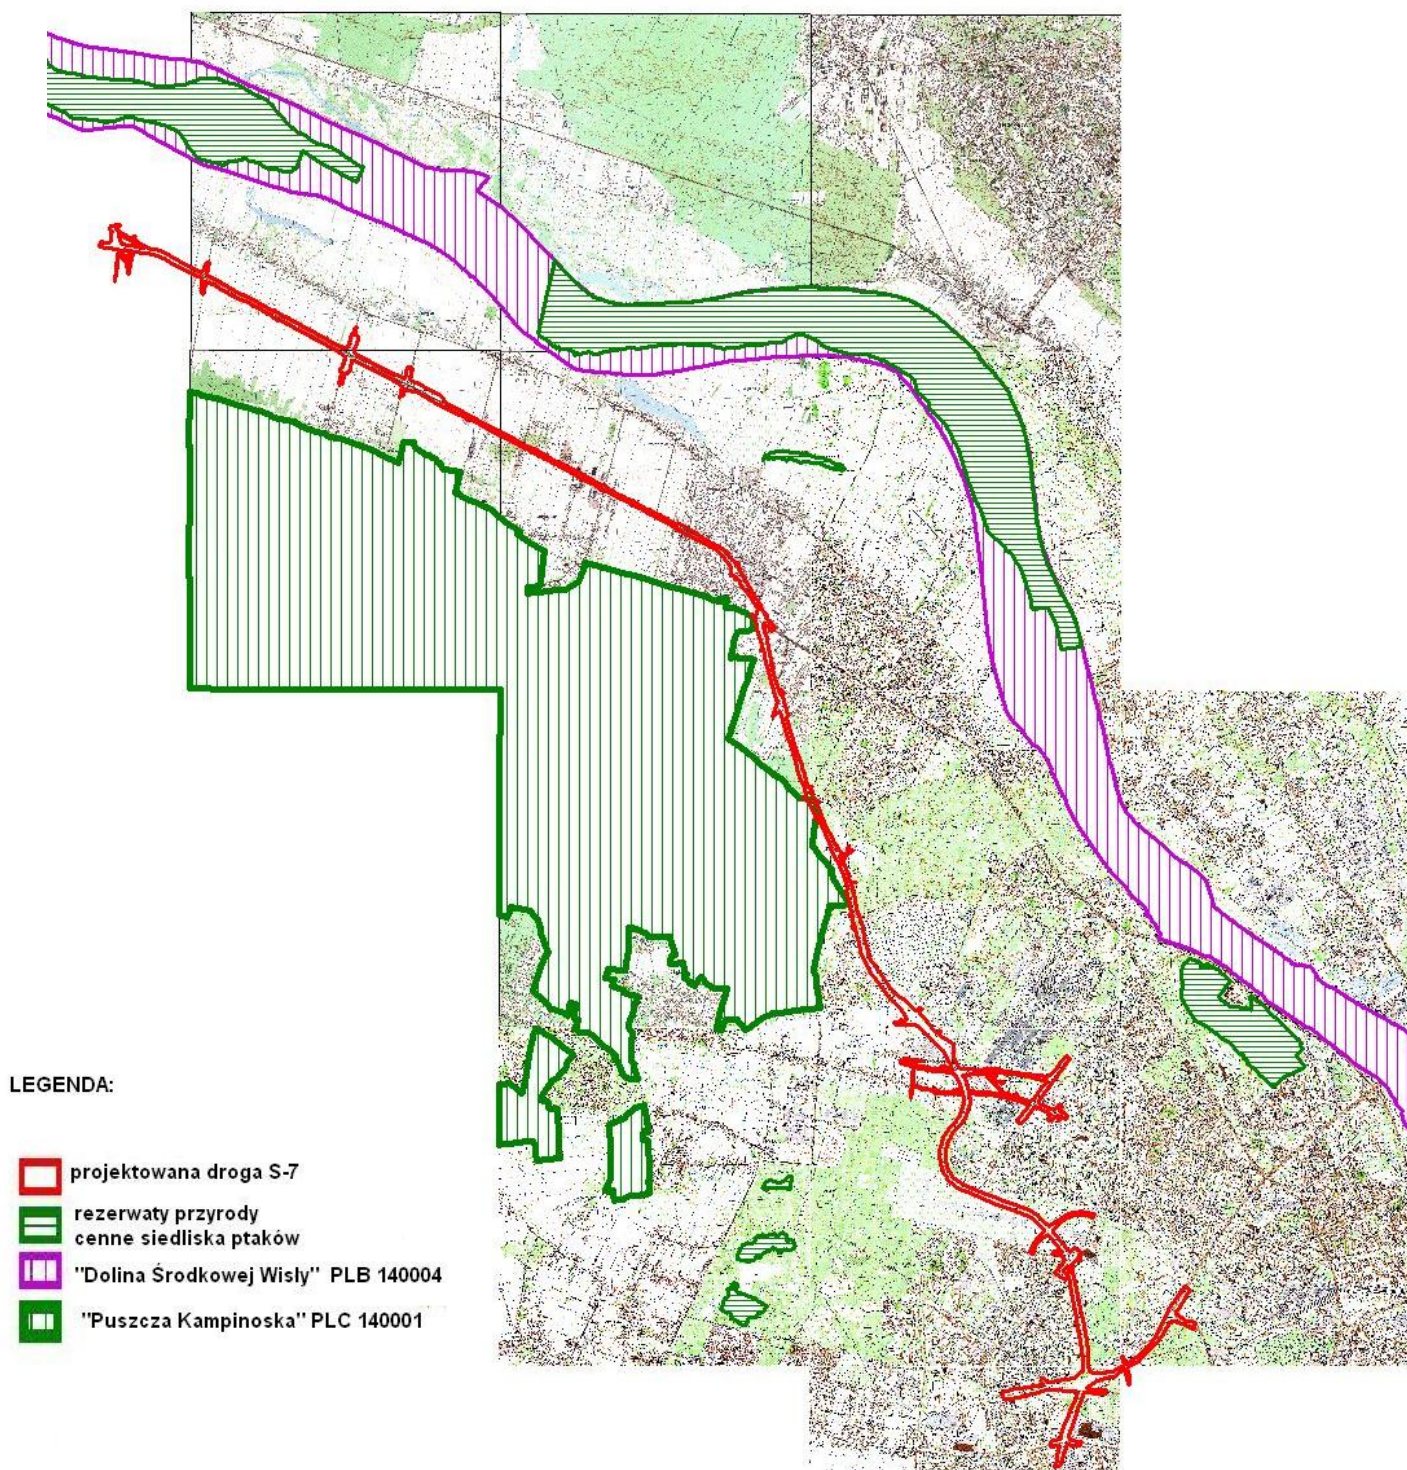 LEGENDA:
projektowana droga S-7
rezerwaty przyrody
cenne siedliska ptaków
"Dolina Środkowej Wisły" PLB 140004
"Puszcza Kampinoska" PLC 140001